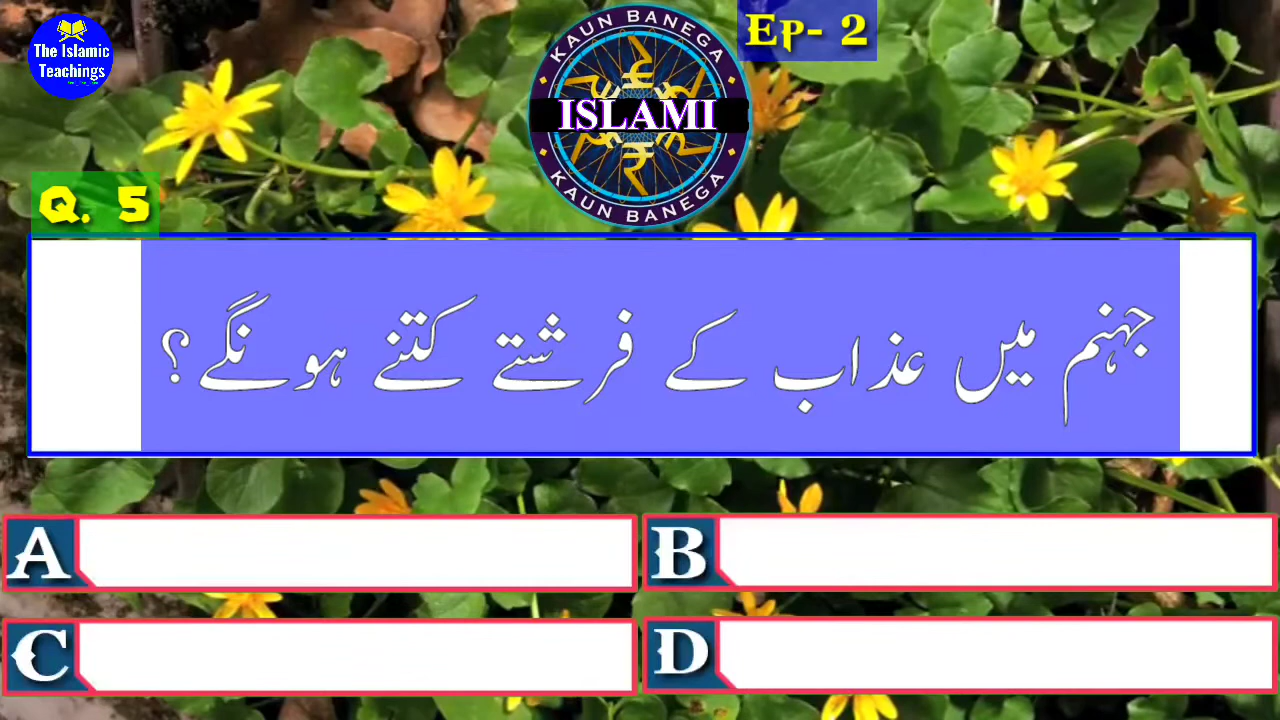 The Islamic
Teachings
KAUN BANEGA
ISLAMI
KAUN BANEGA
Ep- 2
Q. 5
جہنم میں عذاب کے فرشتے کتنے ہونگے؟
A
B
C
D